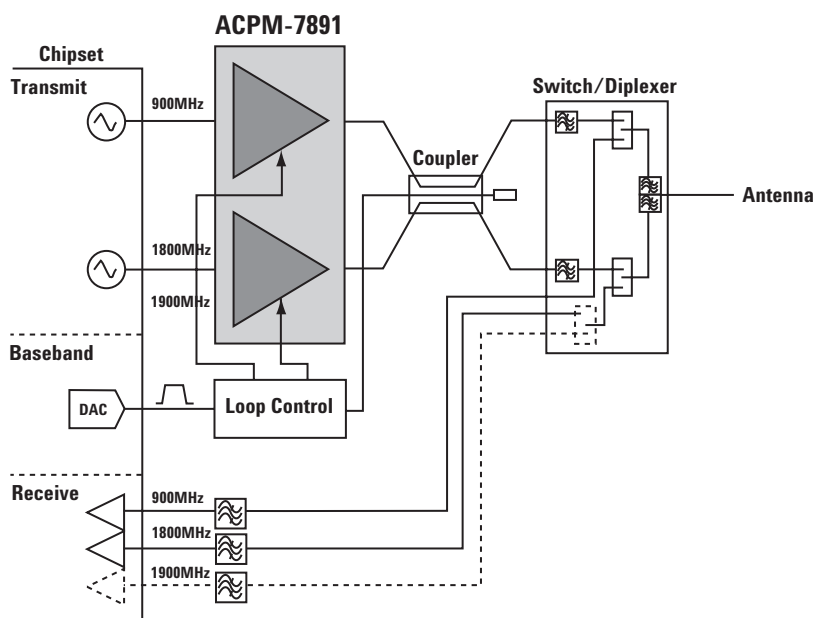 ACPM-7891
Chipset
Transmit
900MHz
Switch/Diplexer
Coupler
Antenna
1800MHz
1900MHz
Baseband
DAC
Loop Control
Receive
900MHz
1800MHz
1900MHz